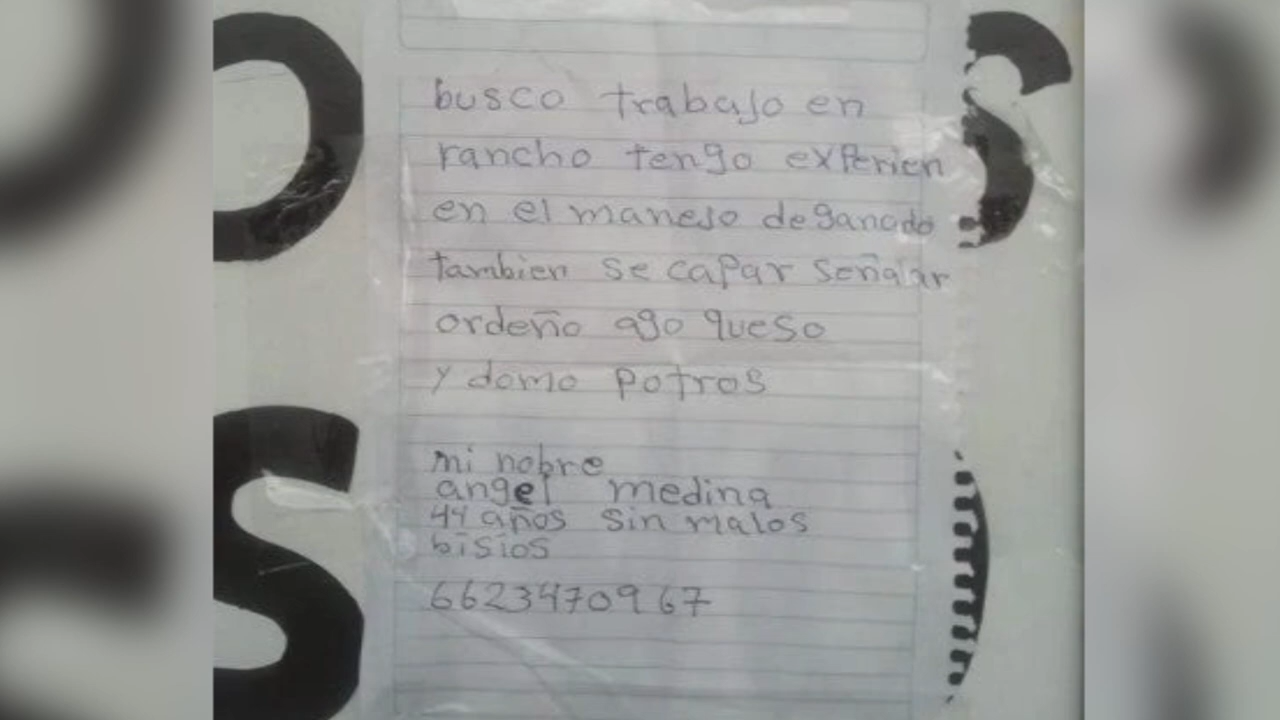 busco trabajo en
rancho tengo experien
en el manejo de ganado
tambien se capar señalar
ordeño ago queso
y domo potros
mi nobre
angel medina
44 años sin malos
bisios
6623470967